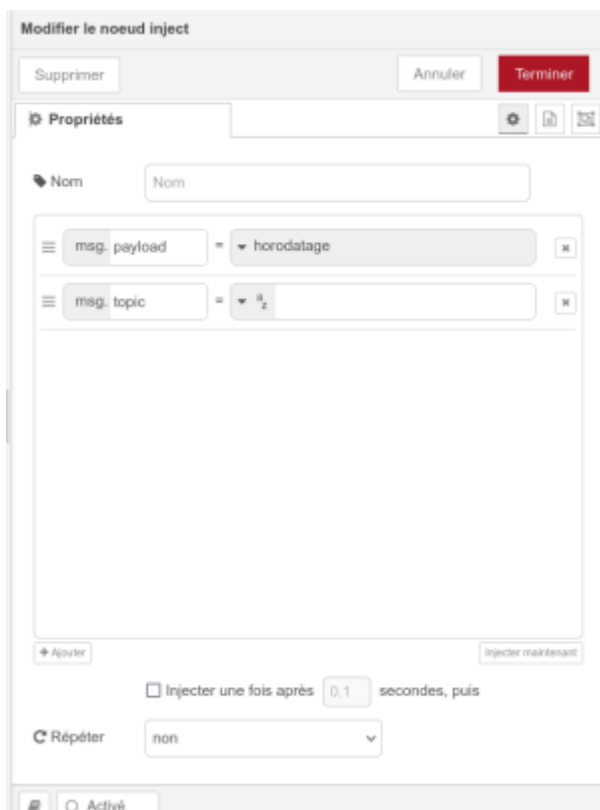 Modifier le noeud inject
Supprimer Annuler Terminer
Propriétés
Nom Nom
msg. payload = horodatage
msg. topic = az
Ajouter Injecter maintenant
Injecter une fois après 0.1 secondes, puis
Répéter non
Activé